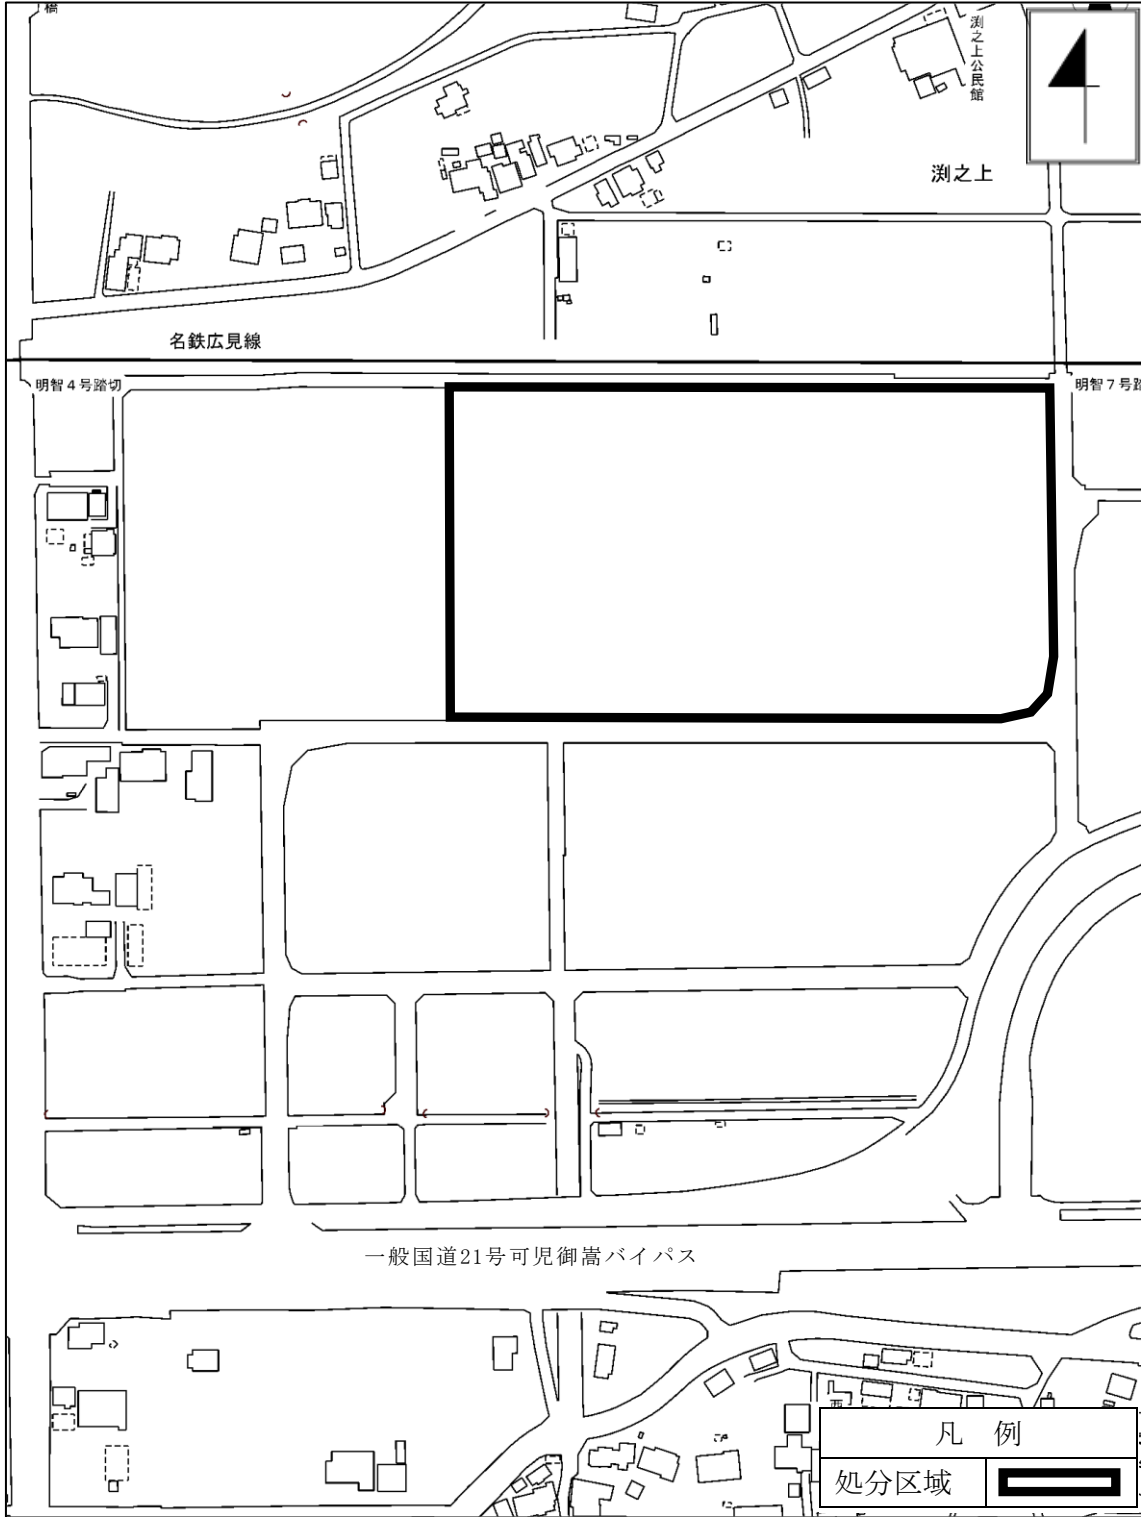 橋
渕之上公民館
渕之上
名鉄広見線
明智4号踏切
明智7号踏
一般国道21号可児御嵩バイパス
西
凡 例
処分区域